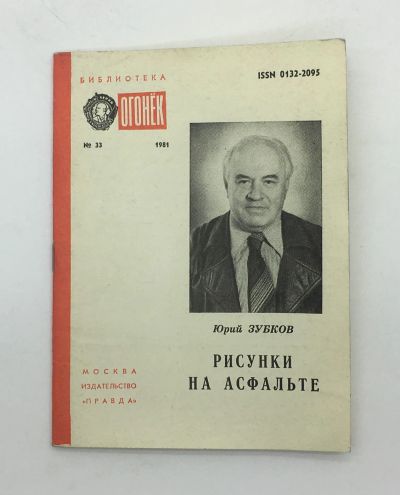 БИБЛИОТЕКА
ISSN 0132-2095
ОГОНЁК
№ 33 1981
Юрий ЗУБКОВ
РИСУНКИ
НА АСФАЛЬТЕ
МОСКВА
ИЗДАТЕЛЬСТВО
«ПРАВДА»